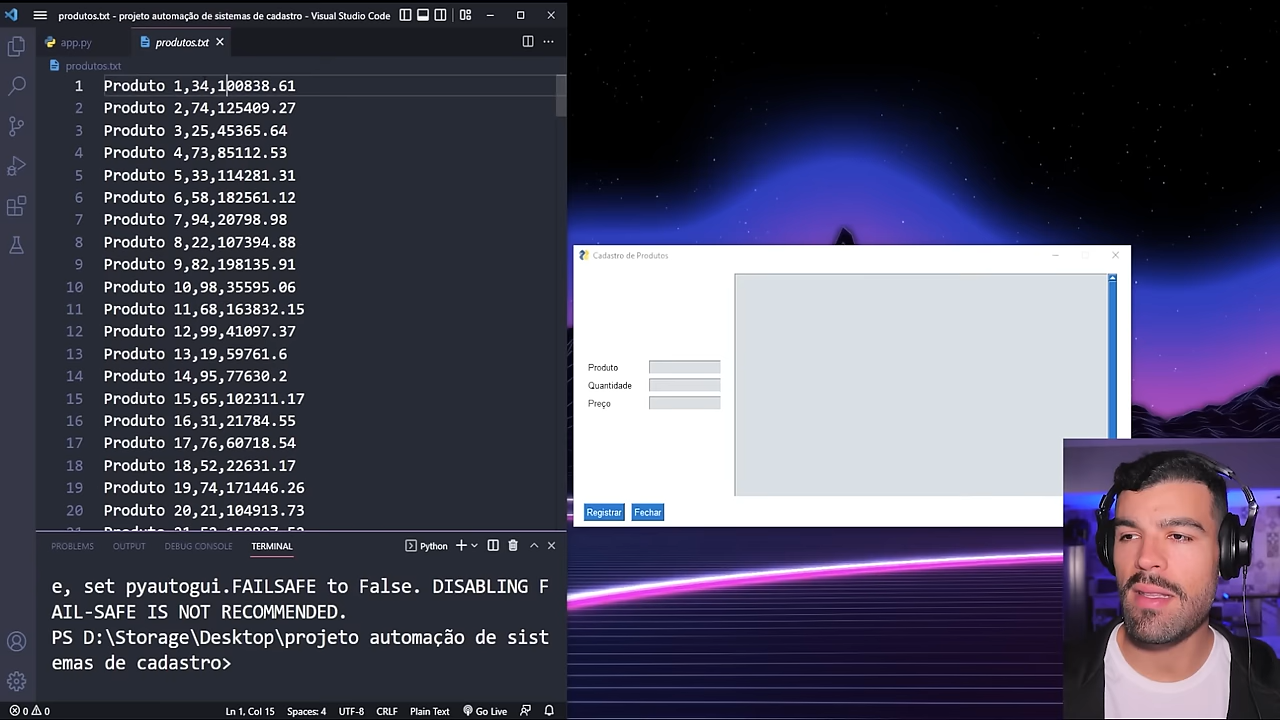 produtos.txt - projeto automação de sistemas de cadastro - Visual Studio Code
app.py
produtos.txt
produtos.txt
1 Produto 1,34,100838.61
2 Produto 2,74,125409.27
3 Produto 3,25,45365.64
4 Produto 4,73,85112.53
5 Produto 5,33,114281.31
6 Produto 6,58,182561.12
7 Produto 7,94,20798.98
8 Produto 8,22,107394.88
9 Produto 9,82,198135.91
10 Produto 10,98,35595.06
11 Produto 11,68,163832.15
12 Produto 12,99,41097.37
13 Produto 13,19,59761.6
14 Produto 14,95,77630.2
15 Produto 15,65,102311.17
16 Produto 16,31,21784.55
17 Produto 17,76,60718.54
18 Produto 18,52,22631.17
19 Produto 19,74,171446.26
20 Produto 20,21,104913.73
PROBLEMS OUTPUT DEBUG CONSOLE TERMINAL Python
e, set pyautogui.FAILSAFE to False. DISABLING F
AIL-SAFE IS NOT RECOMMENDED.
PS D:\Storage\Desktop\projeto automação de sist
emas de cadastro>
0 0 Ln 1, Col 15 Spaces: 4 UTF-8 CRLF Plain Text Go Live
Cadastro de Produtos
Produto
Quantidade
Preço
Registrar Fechar